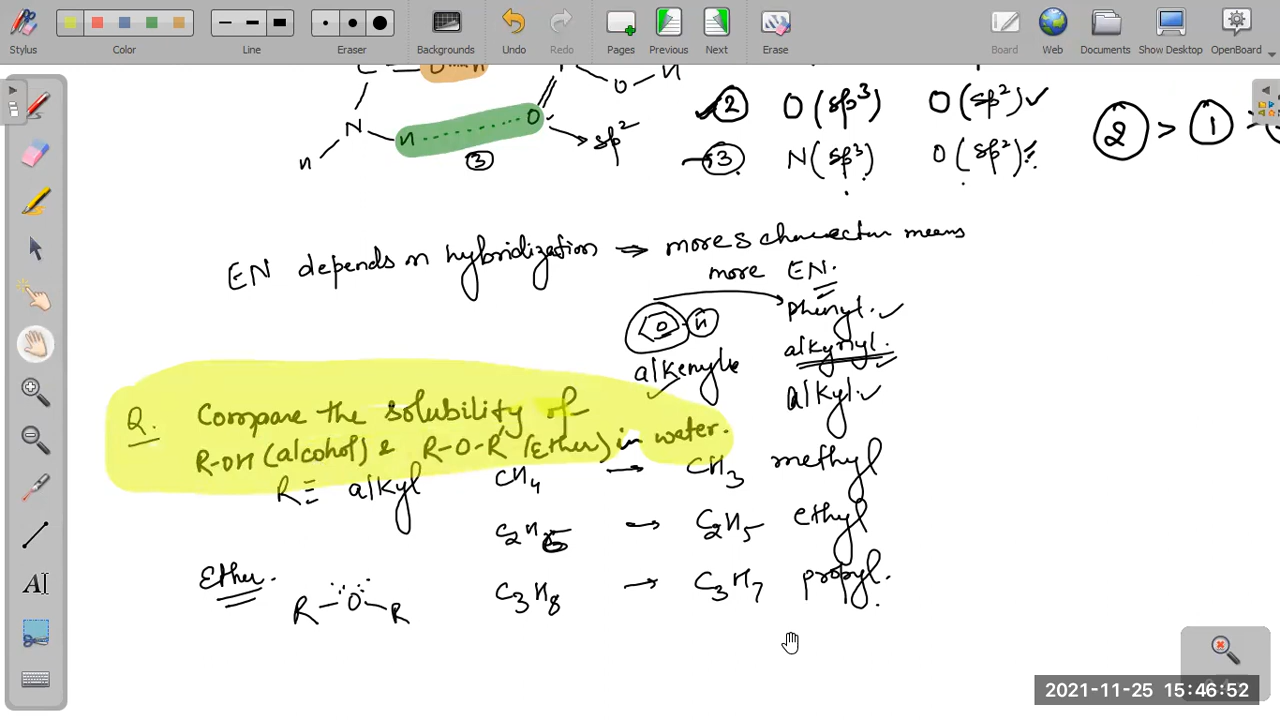 Stylus Color Line Eraser Backgrounds Undo Redo Pages Previous Next Erase Board Web Documents Show Desktop OpenBoard
O
2 O (sp³) O (sp²) ✓
N — H ........ O → sp² 3
3 N (sp³) O (sp²)
2 > 1
EN depends on hybridization → more s character means
more EN.
phenyl. ✓
alkynyl. ✓
alkenyl
alkyl ✓
Q. Compare the solubility of
R-OH (alcohol) & R-O-R' (Ether) in water.
R ≡ alkyl CH4 → CH3 methyl
C2H6 → C2H5 ethyl
Ether. C3H8 → C3H7 propyl.
R — O — R
2021-11-25 15:46:52